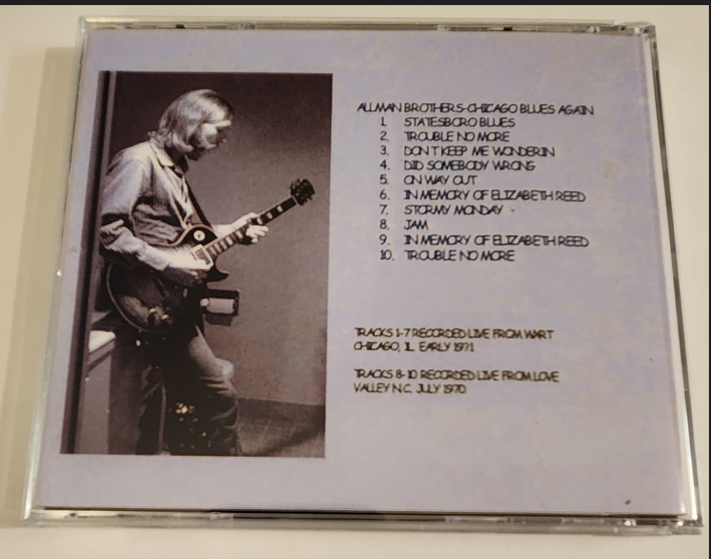 ALLMAN BROTHERS-CHICAGO BLUES AGAIN
1. STATESBORO BLUES
2. TROUBLE NO MORE
3. DON T KEEP ME WONDERIN
4. DID SOMEBODY WRONG
5. ON WAY OUT
6. IN MEMORY OF ELIZABETH REED
7. STORMY MONDAY
8. JAM
9. IN MEMORY OF ELIZABETH REED
10. TROUBLE NO MORE
TRACKS 1-7 RECORDED LIVE FROM WART
CHICAGO, IL EARLY 1971
TRACKS 8-10 RECORDED LIVE FROM LOVE
VALLEY N.C. JULY 1970